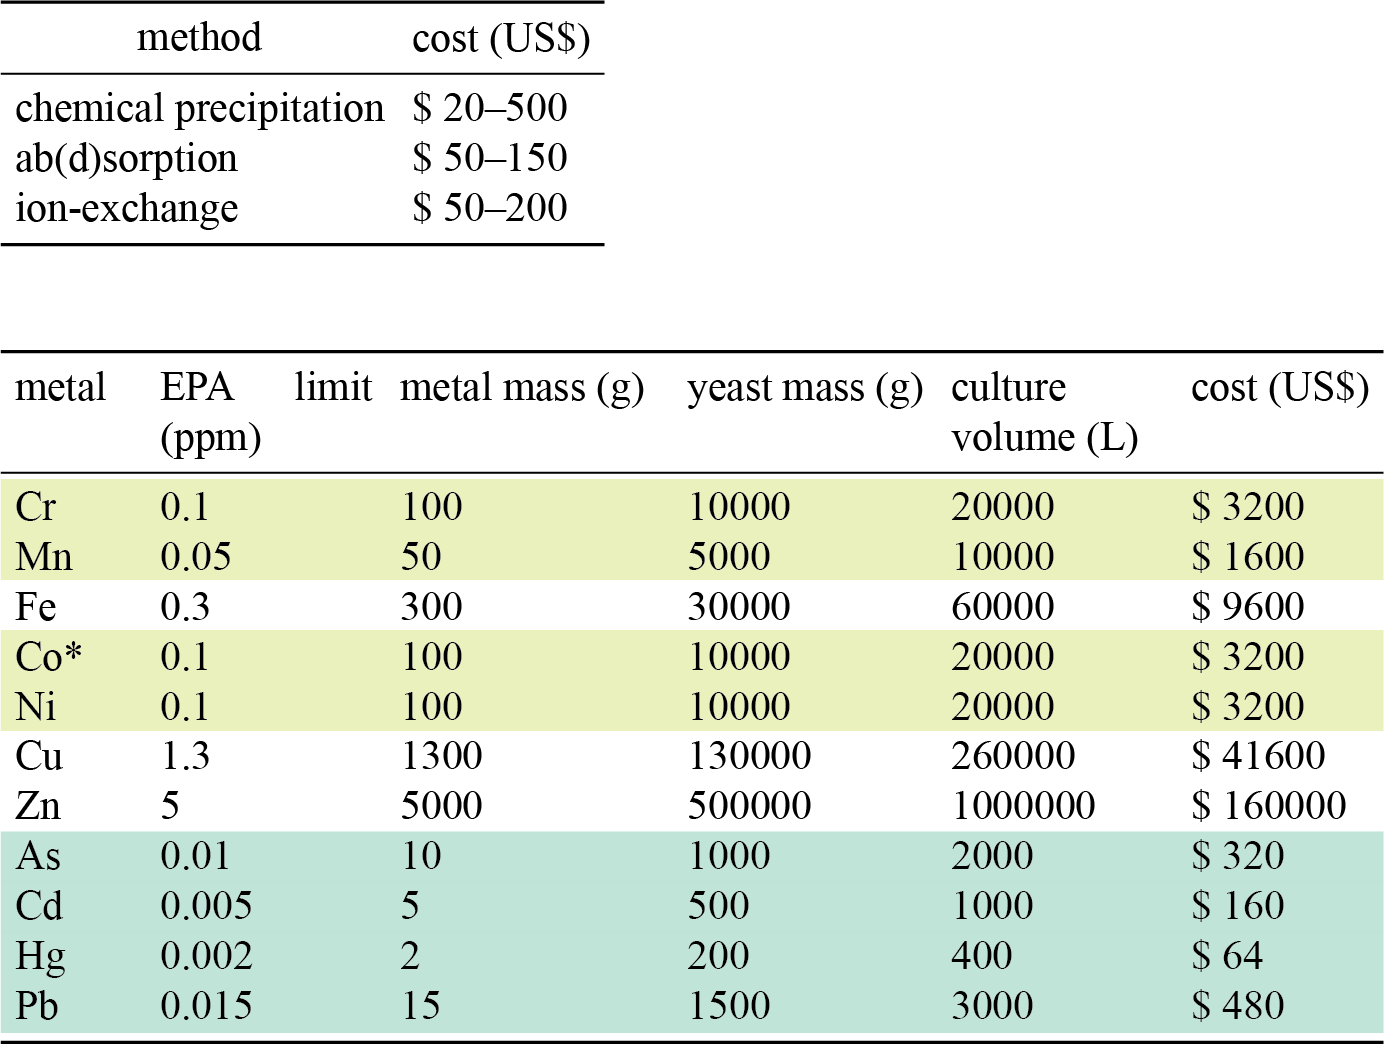 method cost (US$)
chemical precipitation $ 20–500
ab(d)sorption $ 50–150
ion-exchange $ 50–200
metal EPA limit metal mass (g) yeast mass (g) culture cost (US$)
(ppm) volume (L)
Cr 0.1 100 10000 20000 $ 3200
Mn 0.05 50 5000 10000 $ 1600
Fe 0.3 300 30000 60000 $ 9600
Co* 0.1 100 10000 20000 $ 3200
Ni 0.1 100 10000 20000 $ 3200
Cu 1.3 1300 130000 260000 $ 41600
Zn 5 5000 500000 1000000 $ 160000
As 0.01 10 1000 2000 $ 320
Cd 0.005 5 500 1000 $ 160
Hg 0.002 2 200 400 $ 64
Pb 0.015 15 1500 3000 $ 480